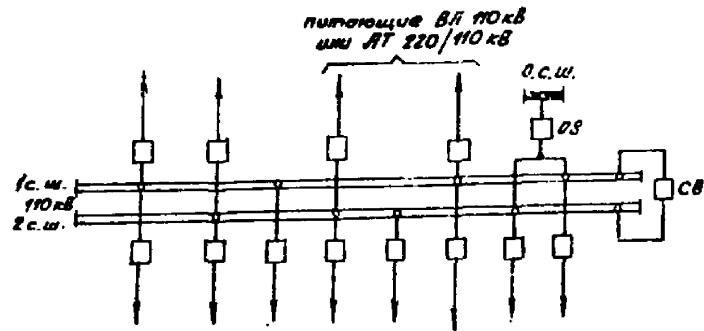 питающие ВЛ 110 кВ
или АТ 220/110 кВ
О.с.ш.
ОВ
1 с.ш.
110 кВ
2 с.ш.
СВ